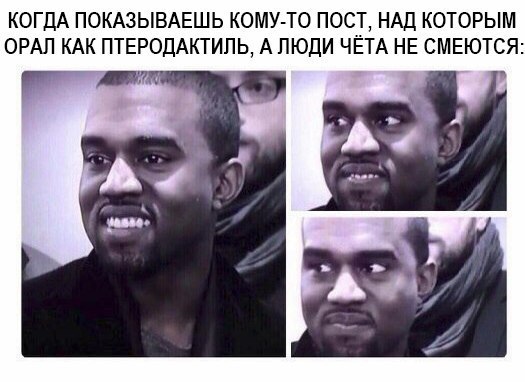 КОГДА ПОКАЗЫВАЕШЬ КОМУ-ТО ПОСТ, НАД КОТОРЫМ
ОРАЛ КАК ПТЕРОДАКТИЛЬ, А ЛЮДИ ЧЁТА НЕ СМЕЮТСЯ: